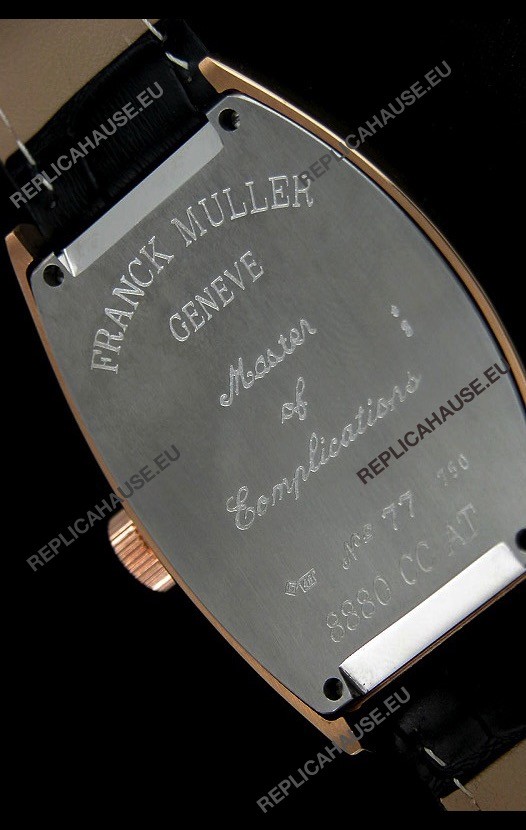 REPLICAHAUSE.EU
REPLICAHAUSE.EU
REPLICAHAUSE.EU
FRANCK MULLER
GENEVE
Master
of
Complications
REPLICAHAUSE.EU
750
Nº2 77
8880 CC AT
REPLICAHAUSE.EU
REPLICAHAUSE.EU
REPLICAHAUSE.EU